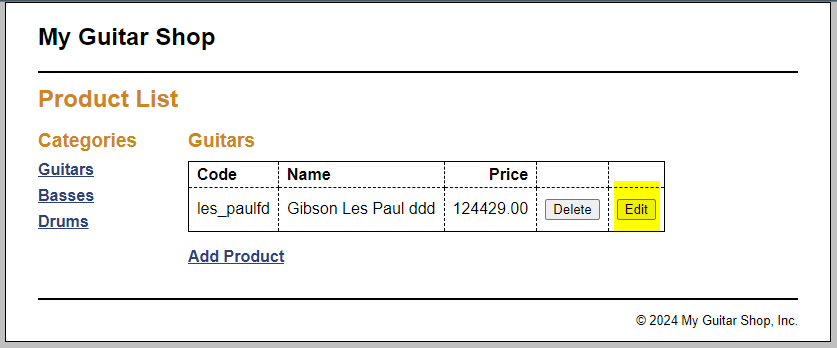 My Guitar Shop
Product List
Categories
Guitars
Basses
Drums
Guitars
Code Name Price
les_paulfd Gibson Les Paul ddd 124429.00 Delete Edit
Add Product
© 2024 My Guitar Shop, Inc.